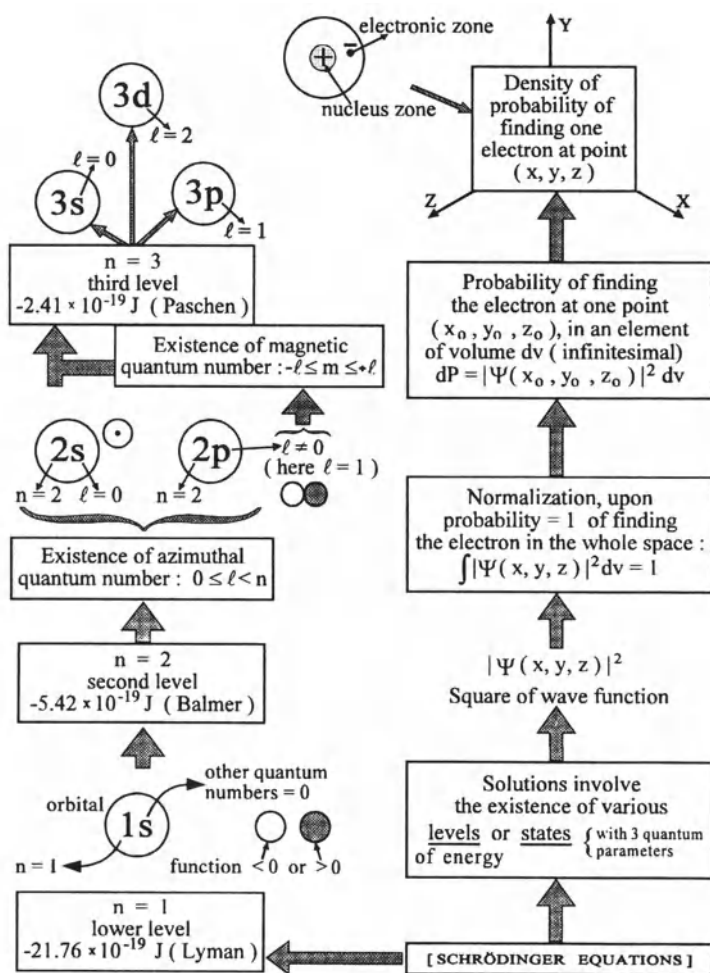 electronic zone
–
+
nucleus zone
Y
Density of
probability of
finding one
electron at point
( x, y, z )
Z
X
3d
ℓ = 2
ℓ = 0
3s
3p
ℓ = 1
n = 3
third level
-2.41 × 10⁻¹⁹ J ( Paschen )
Existence of magnetic
quantum number : -ℓ ≤ m ≤ +ℓ
Probability of finding
the electron at one point
( x₀ , y₀ , z₀ ), in an element
of volume dv ( infinitesimal)
dP = |Ψ( x₀ , y₀ , z₀ )|² dv
2s
2p
ℓ ≠ 0
( here ℓ = 1 )
n = 2
ℓ = 0
n = 2
Normalization, upon
probability = 1 of finding
the electron in the whole space :
∫|Ψ( x, y, z )|² dv = 1
Existence of azimuthal
quantum number : 0 ≤ ℓ < n
n = 2
second level
-5.42 × 10⁻¹⁹ J ( Balmer )
|Ψ( x, y, z )|²
Square of wave function
orbital
1s
other quantum
numbers = 0
n = 1
function < 0 or > 0
Solutions involve
the existence of various
levels or states { with 3 quantum
of energy parameters
n = 1
lower level
-21.76 × 10⁻¹⁹ J ( Lyman )
[ SCHRÖDINGER EQUATIONS ]